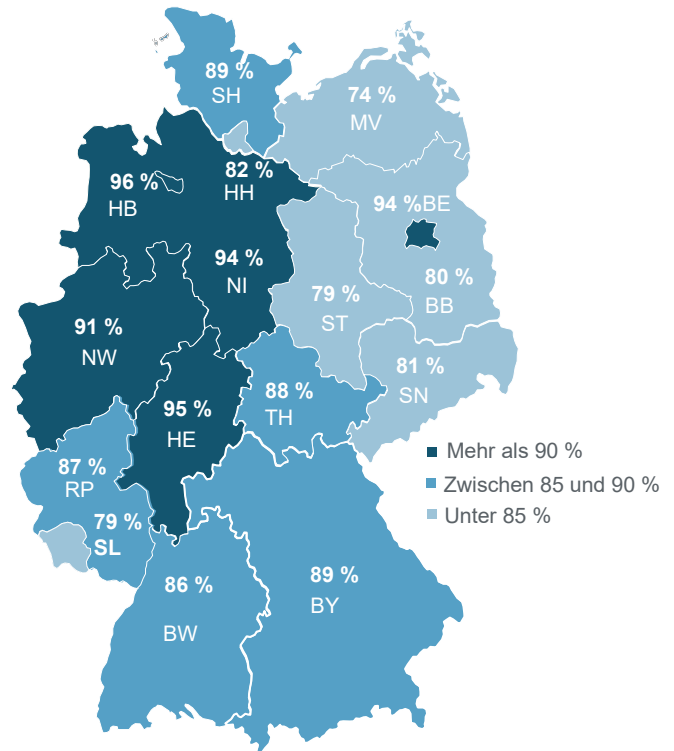 89 %
SH
74 %
MV
82 %
HH
96 %
HB
94 %BE
94 %
NI
80 %
BB
79 %
ST
91 %
NW
81 %
SN
88 %
TH
95 %
HE
87 %
RP
79 %
SL
89 %
BY
86 %
BW
Mehr als 90 %
Zwischen 85 und 90 %
Unter 85 %